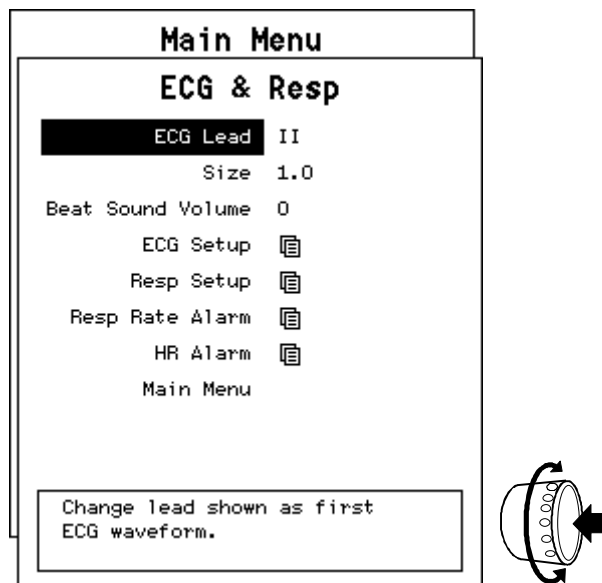 Main Menu
ECG & Resp
ECG Lead II
Size 1.0
Beat Sound Volume 0
ECG Setup
Resp Setup
Resp Rate Alarm
HR Alarm
Main Menu
Change lead shown as first
ECG waveform.